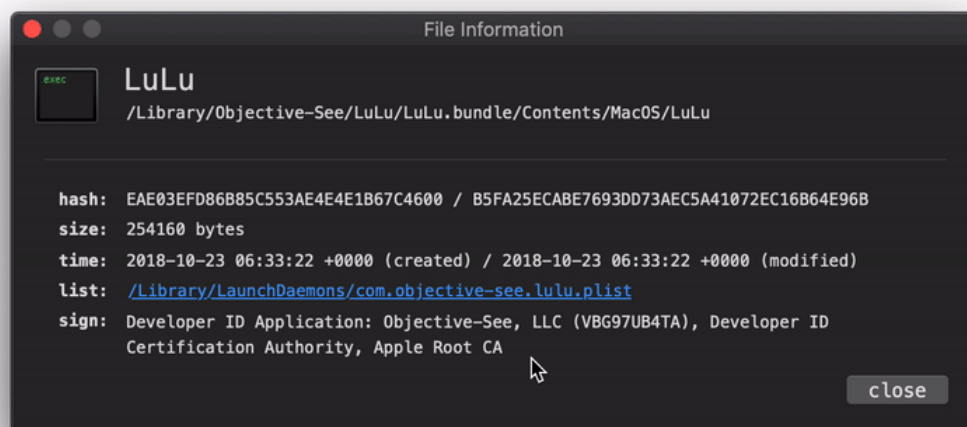 File Information
exec
LuLu
/Library/Objective-See/LuLu/LuLu.bundle/Contents/MacOS/LuLu
hash: EAE03EFD86B85C553AE4E4E1B67C4600 / B5FA25ECABE7693DD73AEC5A41072EC16B64E96B
size: 254160 bytes
time: 2018-10-23 06:33:22 +0000 (created) / 2018-10-23 06:33:22 +0000 (modified)
list: /Library/LaunchDaemons/com.objective-see.lulu.plist
sign: Developer ID Application: Objective-See, LLC (VBG97UB4TA), Developer ID
Certification Authority, Apple Root CA
close